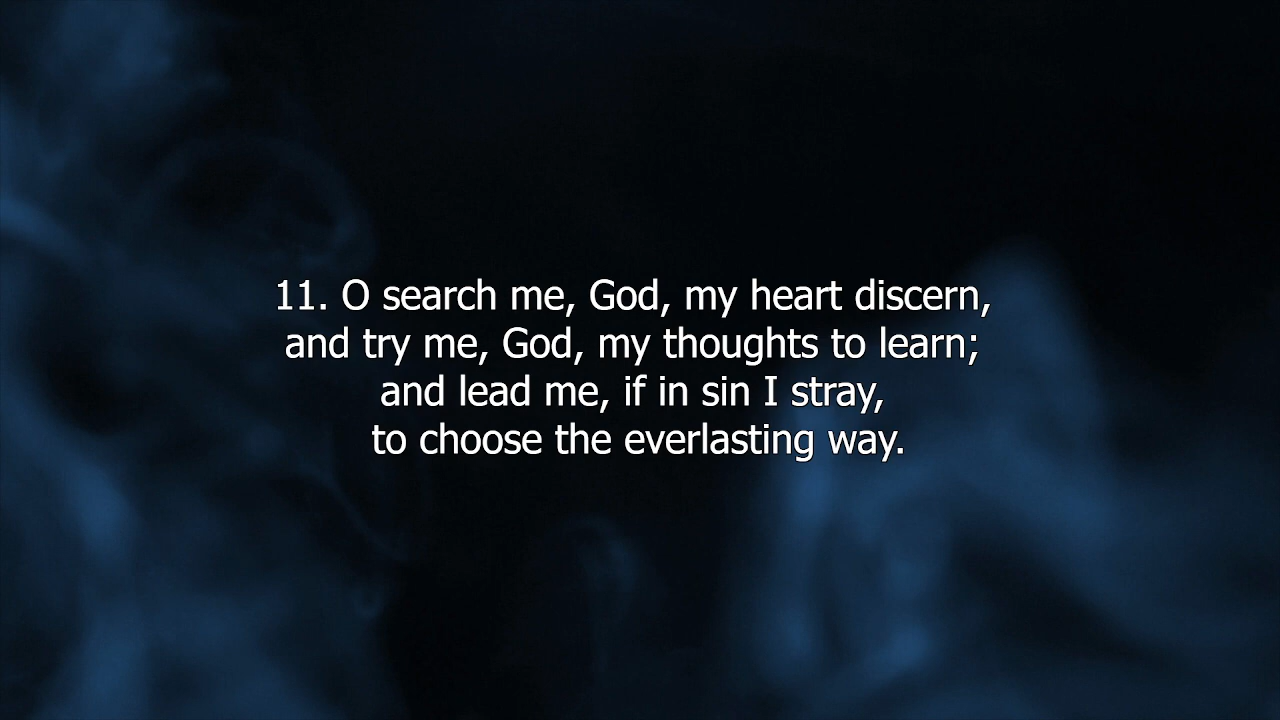 11. O search me, God, my heart discern,
and try me, God, my thoughts to learn;
and lead me, if in sin I stray,
to choose the everlasting way.